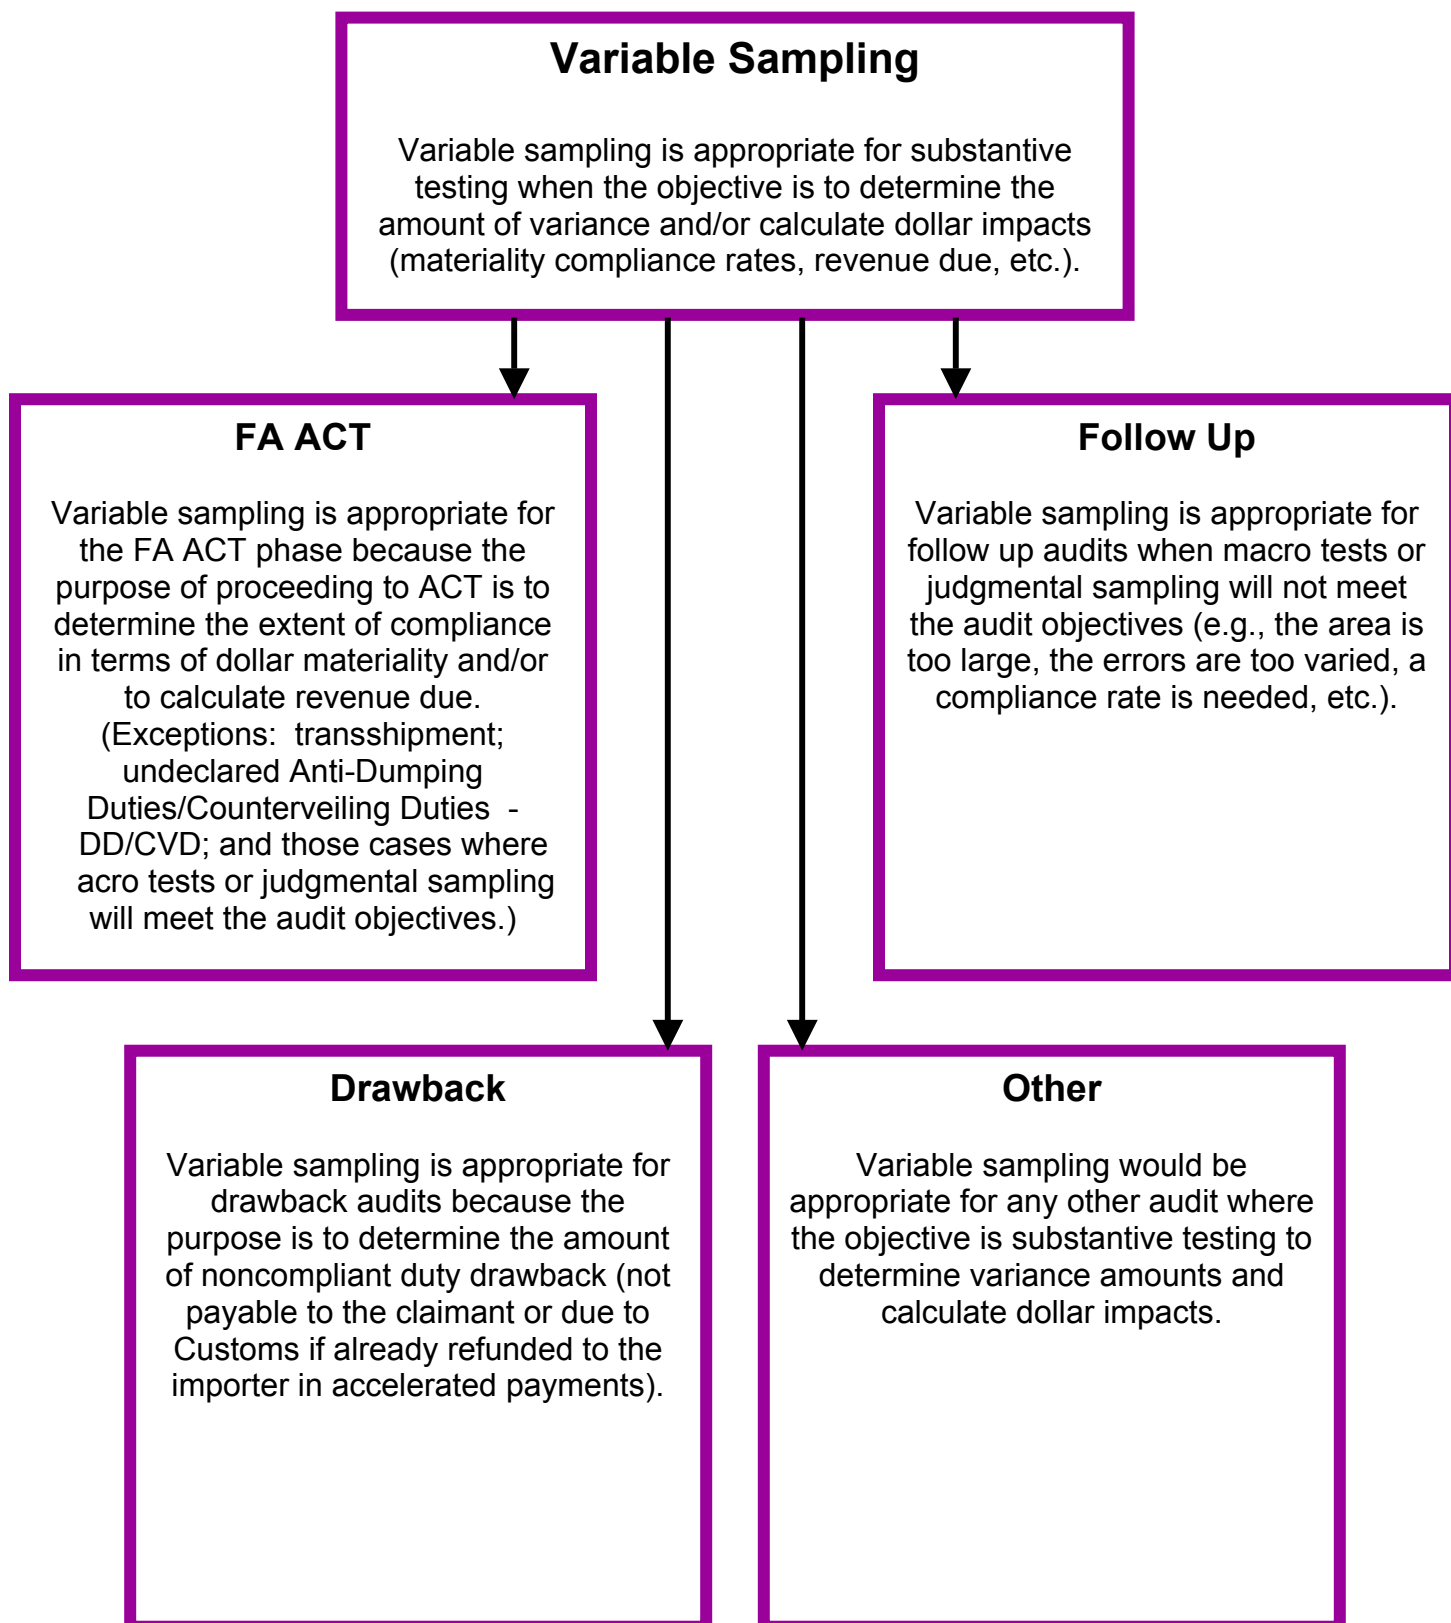 Variable Sampling
Variable sampling is appropriate for substantive
testing when the objective is to determine the
amount of variance and/or calculate dollar impacts
(materiality compliance rates, revenue due, etc.).
FA ACT
Variable sampling is appropriate for
the FA ACT phase because the
purpose of proceeding to ACT is to
determine the extent of compliance
in terms of dollar materiality and/or
to calculate revenue due.
(Exceptions: transshipment;
undeclared Anti-Dumping
Duties/Counterveiling Duties -
DD/CVD; and those cases where
acro tests or judgmental sampling
will meet the audit objectives.)
Follow Up
Variable sampling is appropriate for
follow up audits when macro tests or
judgmental sampling will not meet
the audit objectives (e.g., the area is
too large, the errors are too varied, a
compliance rate is needed, etc.).
Drawback
Variable sampling is appropriate for
drawback audits because the
purpose is to determine the amount
of noncompliant duty drawback (not
payable to the claimant or due to
Customs if already refunded to the
importer in accelerated payments).
Other
Variable sampling would be
appropriate for any other audit where
the objective is substantive testing to
determine variance amounts and
calculate dollar impacts.